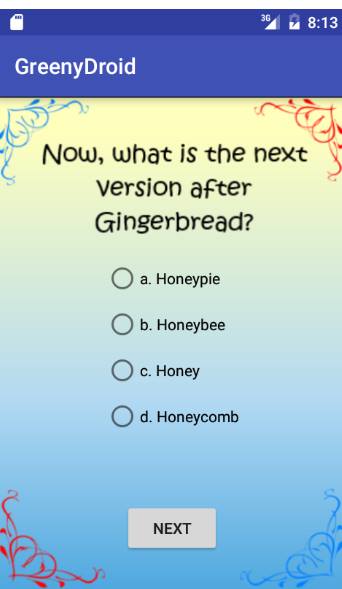 3G 8:13
GreenyDroid
Now, what is the next
version after
Gingerbread?
a. Honeypie
b. Honeybee
c. Honey
d. Honeycomb
NEXT